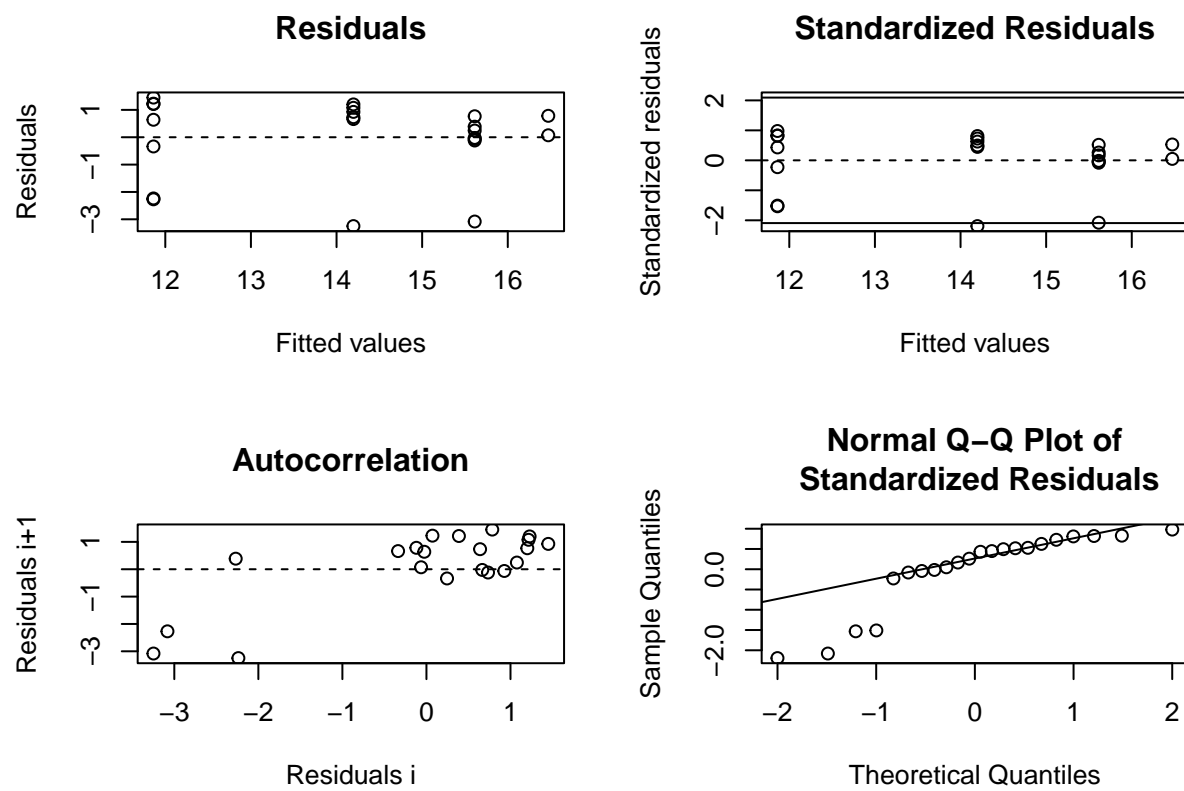 Residuals
Residuals
1
−1
−3
12 13 14 15 16
Fitted values
Standardized Residuals
Standardized residuals
2
0
−2
12 13 14 15 16
Fitted values
Autocorrelation
Residuals i+1
1
−1
−3
−3 −2 −1 0 1
Residuals i
Normal Q−Q Plot of
Standardized Residuals
Sample Quantiles
0.0
−2.0
−2 −1 0 1 2
Theoretical Quantiles